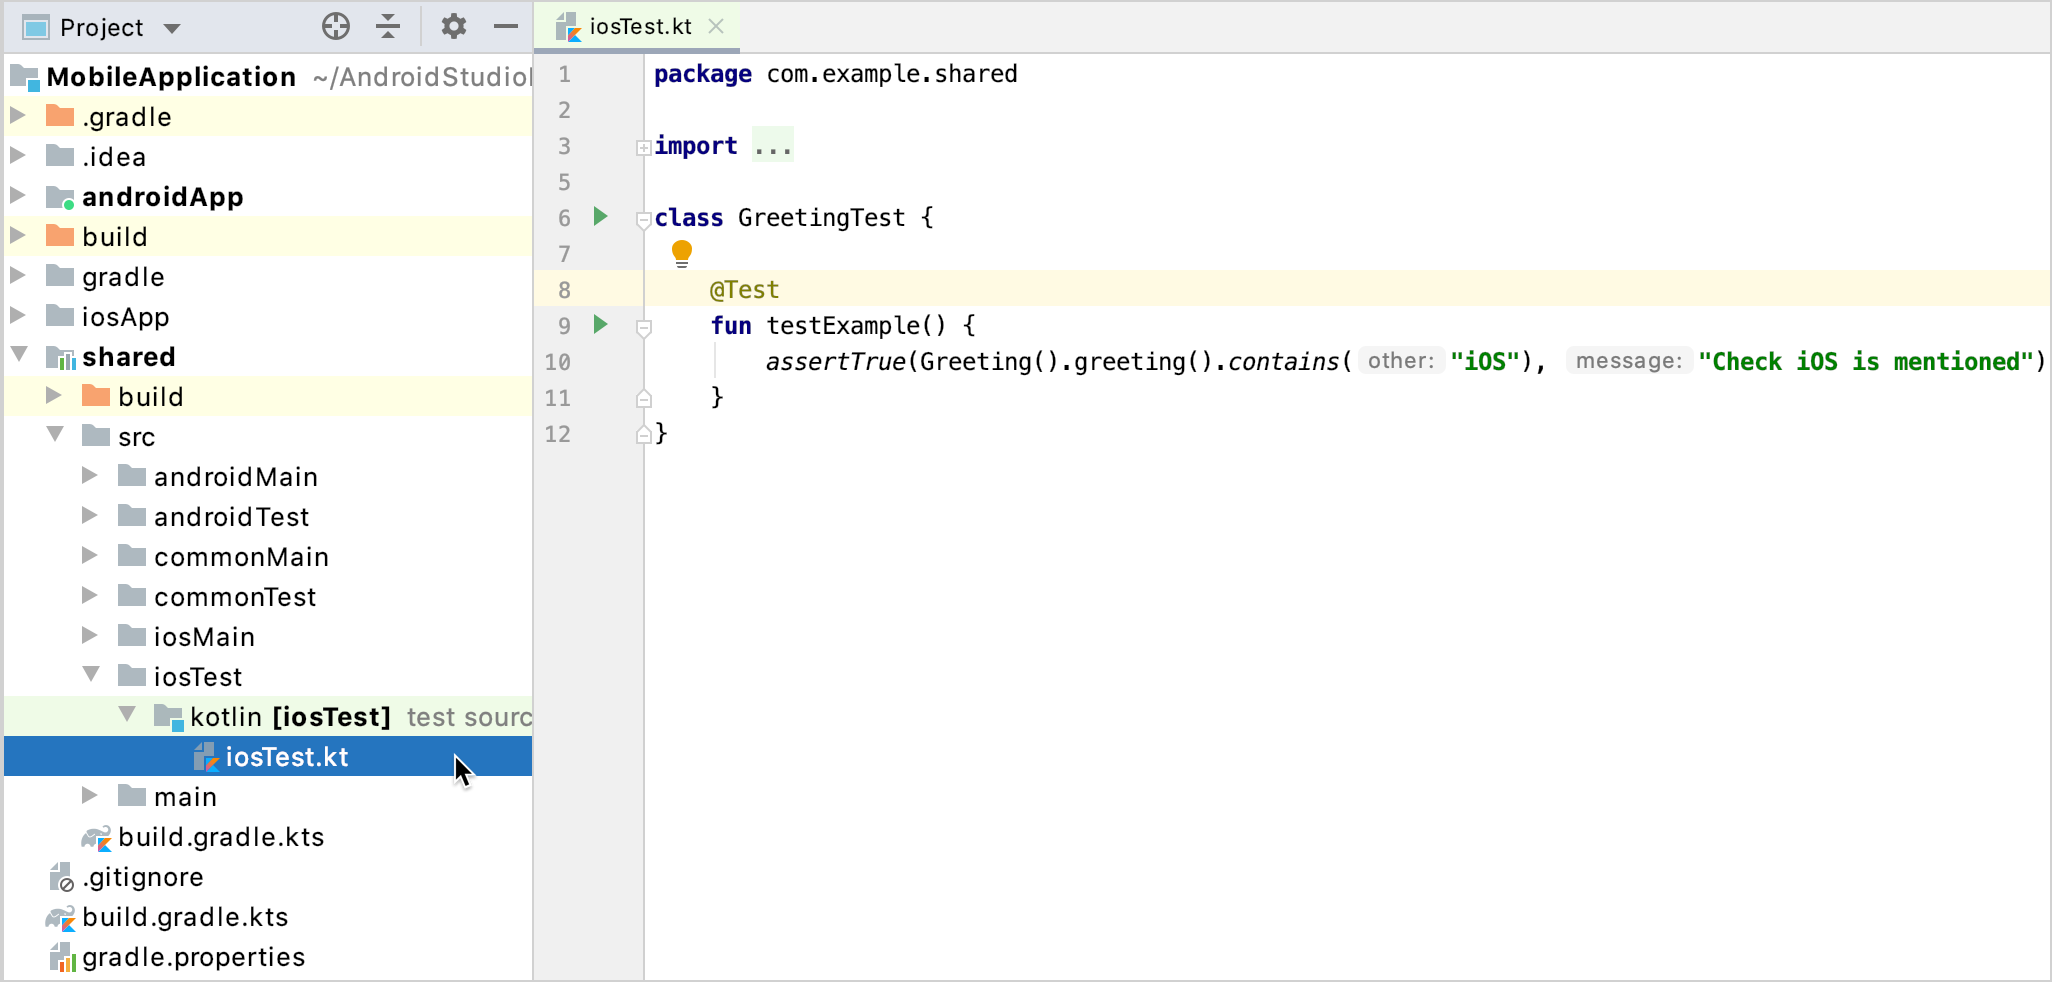 Project
MobileApplication ~/AndroidStudio
.gradle
.idea
androidApp
build
gradle
iosApp
shared
build
src
androidMain
androidTest
commonMain
commonTest
iosMain
iosTest
kotlin [iosTest] test sourc
iosTest.kt
main
build.gradle.kts
.gitignore
build.gradle.kts
gradle.properties
iosTest.kt
1 package com.example.shared
2
3 import ...
5
6 class GreetingTest {
7
8 @Test
9 fun testExample() {
10 assertTrue(Greeting().greeting().contains( other: "iOS"), message: "Check iOS is mentioned")
11 }
12 }